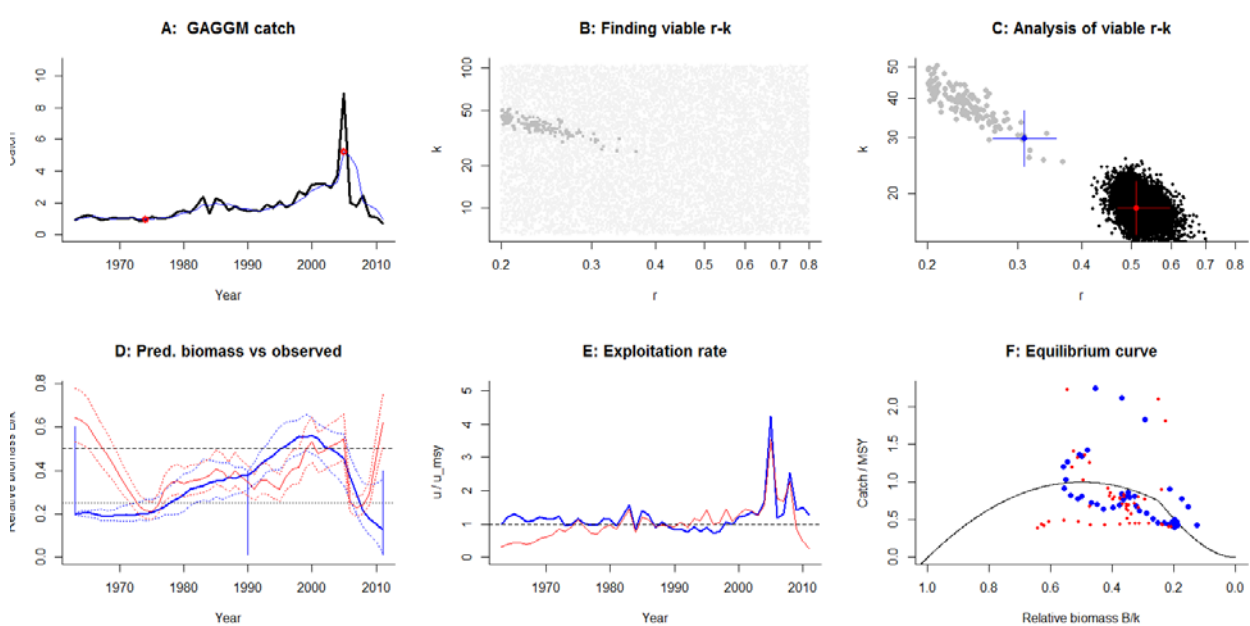 A: GAGGM catch
B: Finding viable r-k
C: Analysis of viable r-k
10
8
6
4
2
0
1970 1980 1990 2000 2010
Year
k
100
50
20
10
0.2 0.3 0.4 0.5 0.6 0.7 0.8
r
k
50
40
30
20
0.2 0.3 0.4 0.5 0.6 0.7 0.8
r
D: Pred. biomass vs observed
E: Exploitation rate
F: Equilibrium curve
Relative biomass B/k
0.8
0.6
0.4
0.2
0.0
1970 1980 1990 2000 2010
Year
u / u_msy
5
4
3
2
1
0
1970 1980 1990 2000 2010
Year
Catch / MSY
2.0
1.5
1.0
0.5
0.0
1.0 0.8 0.6 0.4 0.2 0.0
Relative biomass B/k